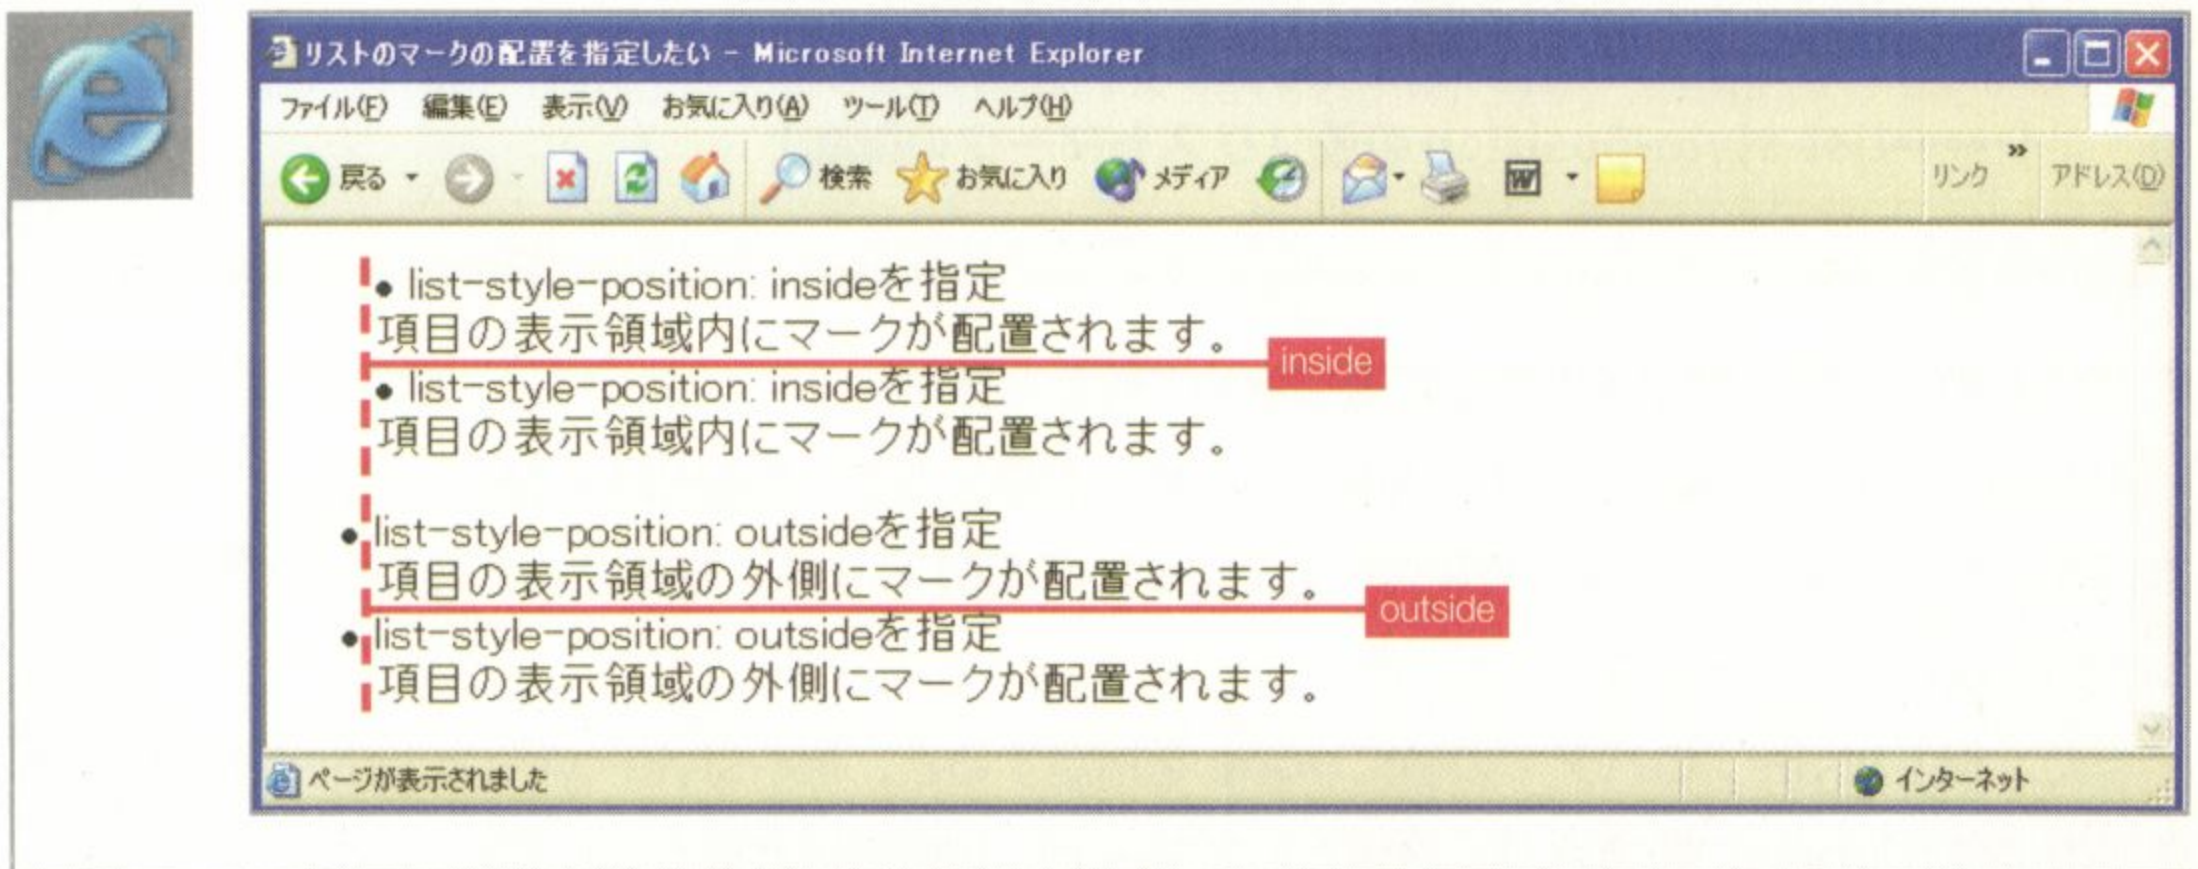 リストのマークの配置を指定したい - Microsoft Internet Explorer
ファイル(F) 編集(E) 表示(V) お気に入り(A) ツール(T) ヘルプ(H)
戻る 検索 お気に入り メディア リンク » アドレス(D)
• list-style-position: insideを指定
項目の表示領域内にマークが配置されます。
inside
• list-style-position: insideを指定
項目の表示領域内にマークが配置されます。
• list-style-position: outsideを指定
項目の表示領域の外側にマークが配置されます。
outside
• list-style-position: outsideを指定
項目の表示領域の外側にマークが配置されます。
ページが表示されました インターネット